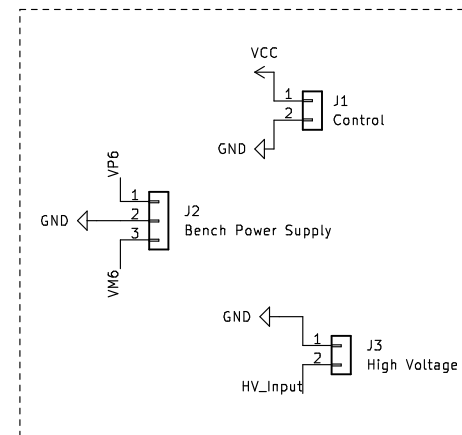 VCC
1
J1
2
Control
GND
VP6
1
J2
GND
2
Bench Power Supply
3
VM6
GND
1
J3
2
High Voltage
HV_Input